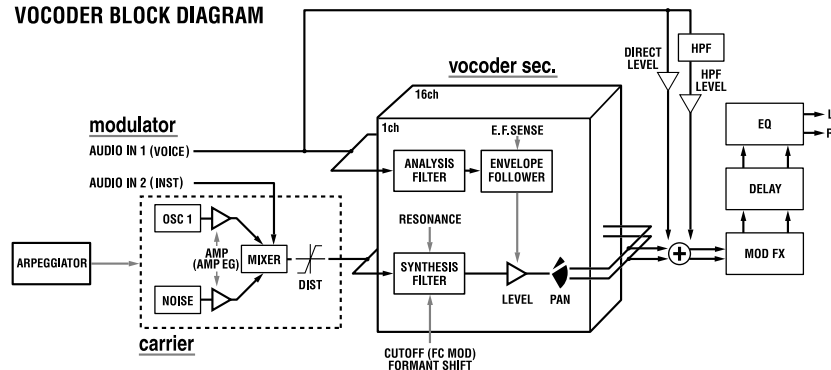 VOCODER BLOCK DIAGRAM
vocoder sec.
16ch
1ch
DIRECT
LEVEL
HPF
HPF
LEVEL
modulator
AUDIO IN 1 (VOICE)
AUDIO IN 2 (INST)
E.F.SENSE
ANALYSIS
FILTER
ENVELOPE
FOLLOWER
EQ
L
R
DELAY
MOD FX
OSC 1
AMP
(AMP EG)
MIXER
DIST
NOISE
ARPEGGIATOR
carrier
RESONANCE
SYNTHESIS
FILTER
LEVEL
PAN
CUTOFF (FC MOD)
FORMANT SHIFT
+